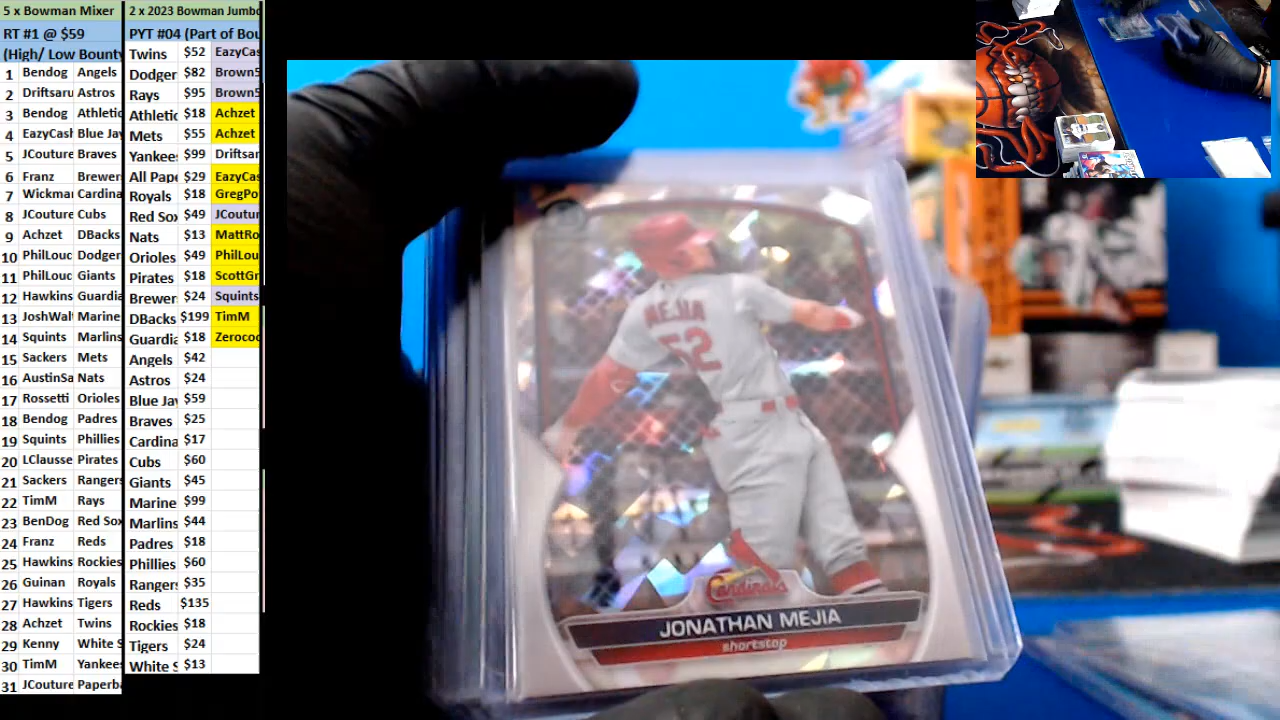 5 x Bowman Mixer
RT #1 @ $59
(High/ Low Bounty
1 Bendog Angels
2 Driftsaru Astros
3 Bendog Athletic
4 EazyCash Blue Jay
5 JCouture Braves
6 Franz Brewers
7 Wickma Cardina
8 JCouture Cubs
9 Achzet DBacks
10 PhilLouc Dodger
11 PhilLouc Giants
12 Hawkins Guardia
13 JoshWal Marine
14 Squints Marlins
15 Sackers Mets
16 AustinSa Nats
17 Rossetti Orioles
18 Bendog Padres
19 Squints Phillies
20 LClausse Pirates
21 Sackers Rangers
22 TimM Rays
23 BenDog Red Sox
24 Franz Reds
25 Hawkins Rockies
26 Guinan Royals
27 Hawkins Tigers
28 Achzet Twins
29 Kenny White S
30 TimM Yankee
31 JCouture Paperba
2 x 2023 Bowman Jumbo
PYT #04 (Part of Bou
Twins $52 EazyCas
Dodger $82 Brown5
Rays $95 Brown5
Athletic $18 Achzet
Mets $55 Achzet
Yankee $99 Driftsar
All Pape $29 EazyCas
Royals $18 GregPo
Red Sox $49 JCoutur
Nats $13 MattRo
Orioles $49 PhilLou
Pirates $18 ScottGr
Brewer $24 Squints
DBacks $199 TimM
Guardia $18 Zerocoo
Angels $42
Astros $24
Blue Jay $59
Braves $25
Cardina $17
Cubs $60
Giants $45
Marine $99
Marlins $44
Padres $18
Phillies $60
Rangers $35
Reds $135
Rockies $18
Tigers $24
White S $13
MEJIA
52
Cardinals
JONATHAN MEJIA
shortstop